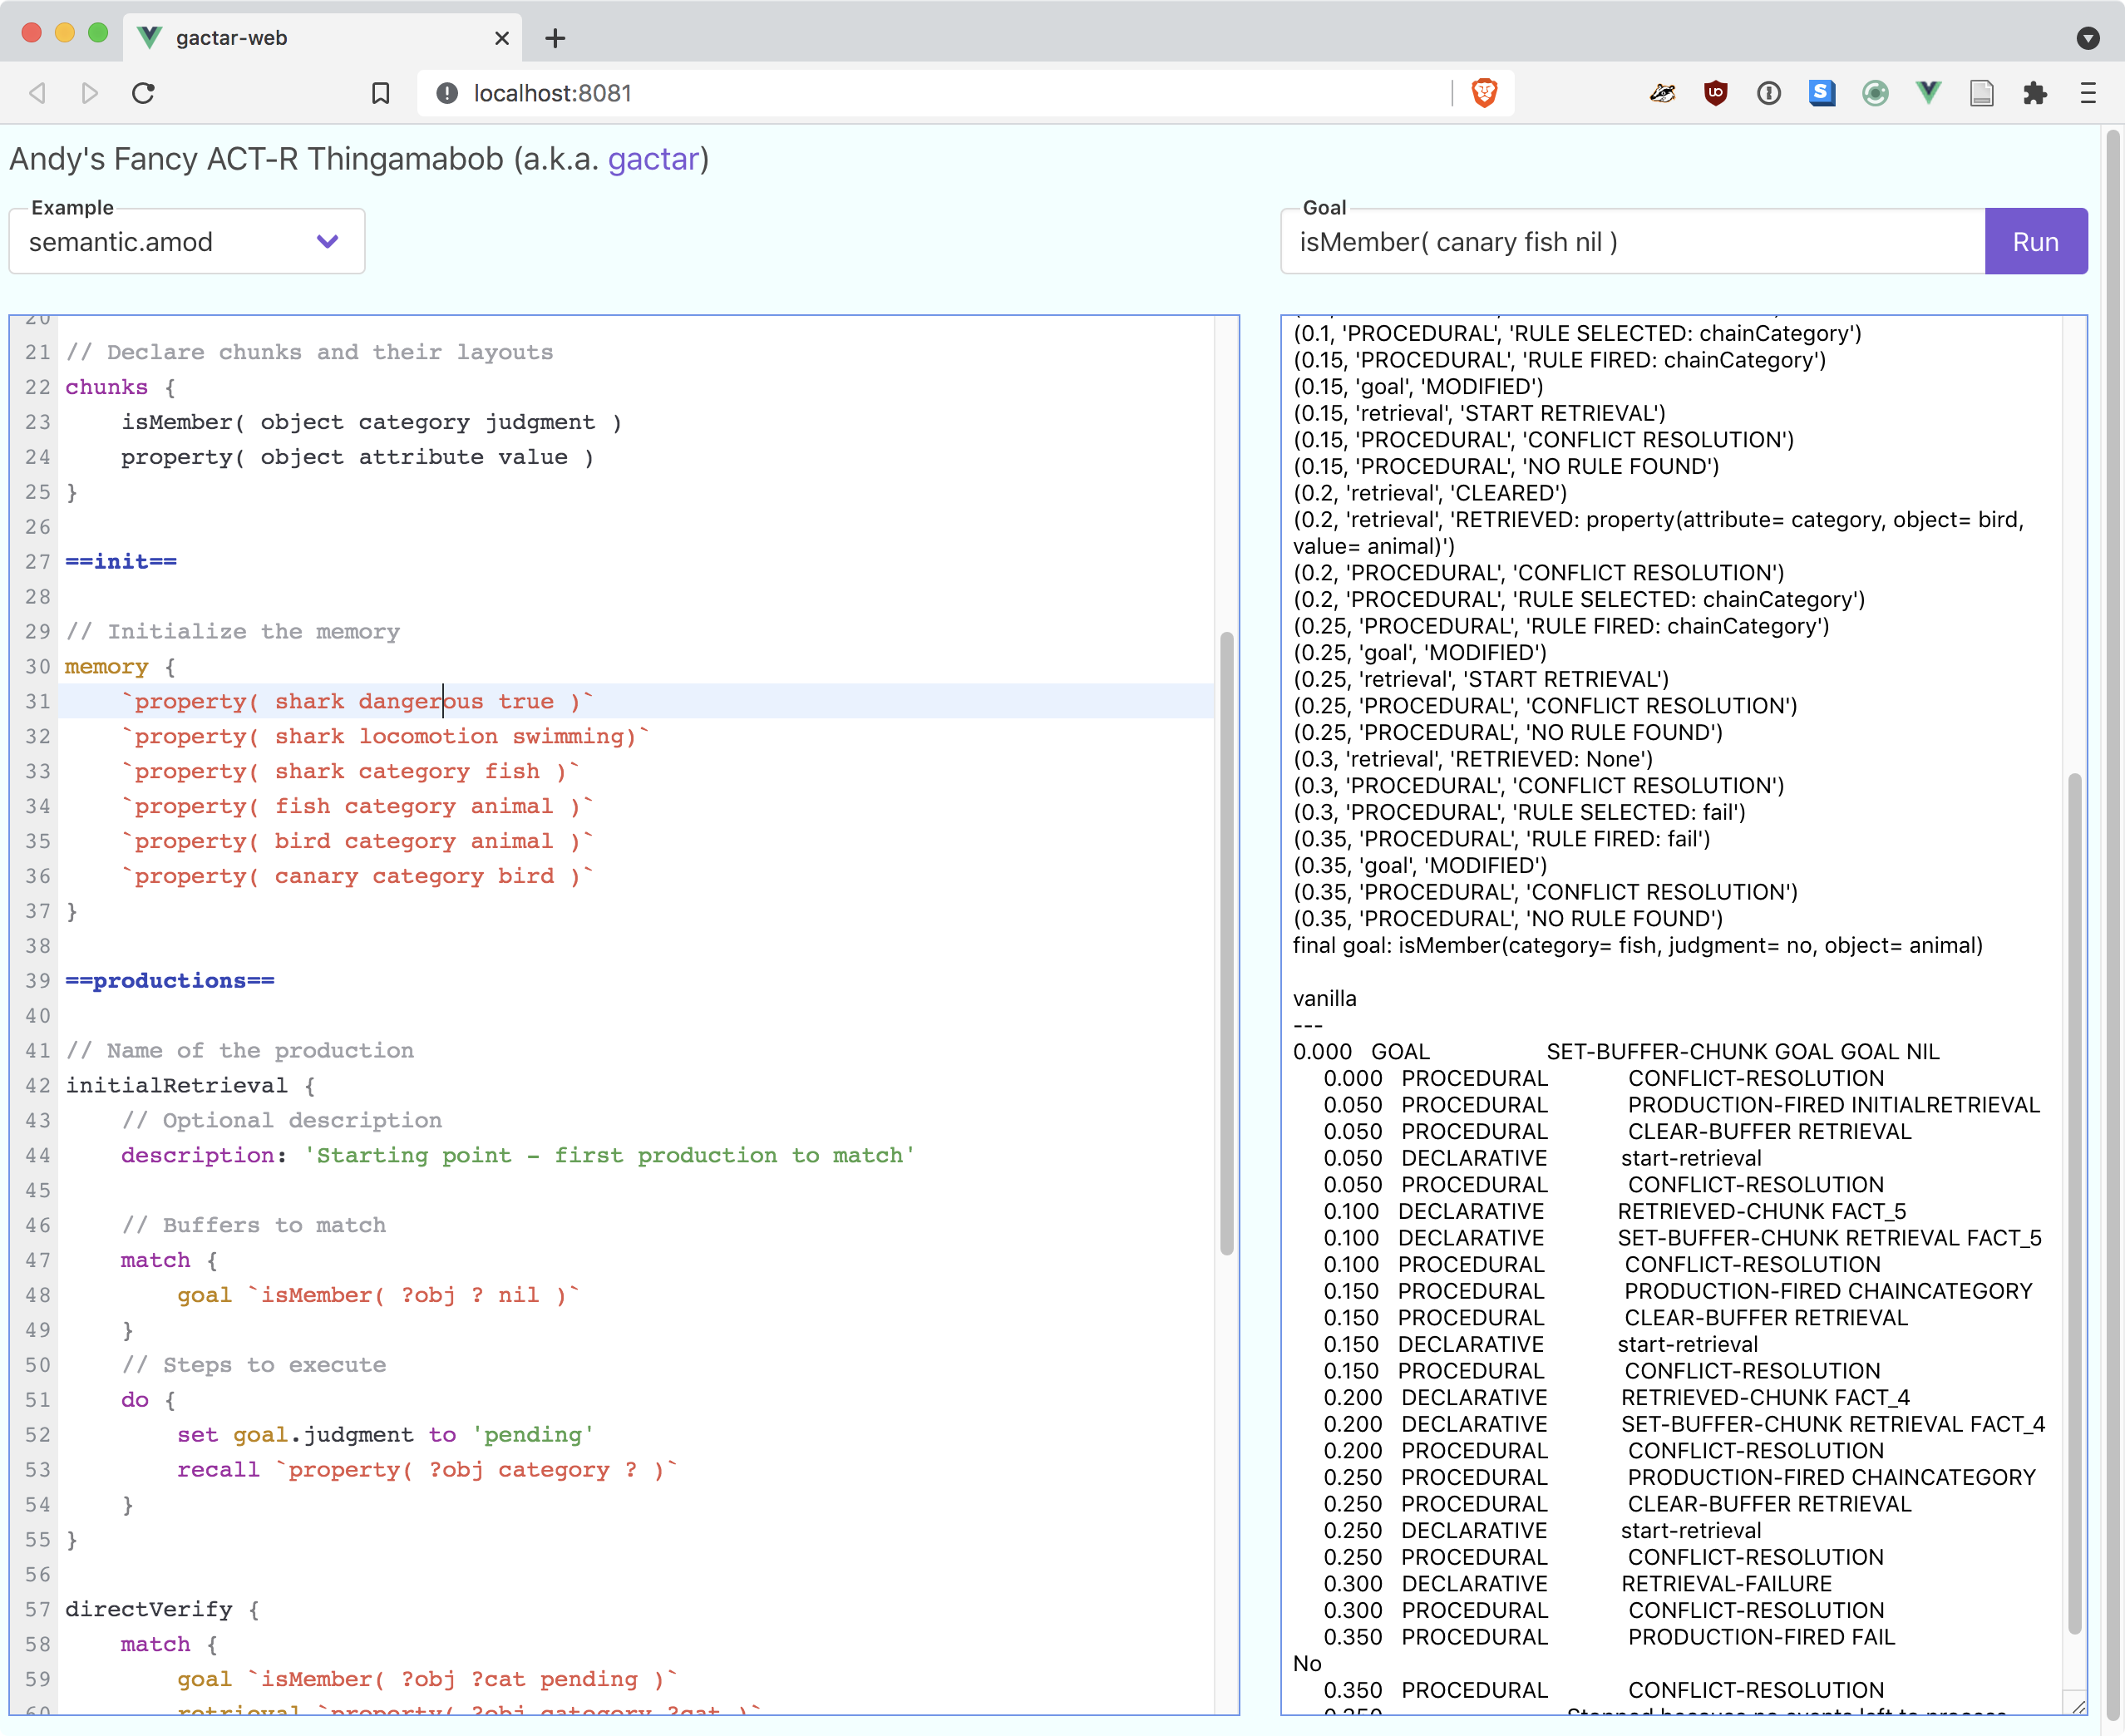 gactar-web
localhost:8081
Andy's Fancy ACT-R Thingamabob (a.k.a. gactar)
Example
semantic.amod
Goal
isMember( canary fish nil )
Run
20
21 // Declare chunks and their layouts
22 chunks {
23 isMember( object category judgment )
24 property( object attribute value )
25 }
26
27 ==init==
28
29 // Initialize the memory
30 memory {
31 `property( shark dangerous true )`
32 `property( shark locomotion swimming)`
33 `property( shark category fish )`
34 `property( fish category animal )`
35 `property( bird category animal )`
36 `property( canary category bird )`
37 }
38
39 ==productions==
40
41 // Name of the production
42 initialRetrieval {
43 // Optional description
44 description: 'Starting point – first production to match'
45
46 // Buffers to match
47 match {
48 goal `isMember( ?obj ? nil )`
49 }
50 // Steps to execute
51 do {
52 set goal.judgment to 'pending'
53 recall `property( ?obj category ? )`
54 }
55 }
56
57 directVerify {
58 match {
59 goal `isMember( ?obj ?cat pending )`
60 retrieval `property( ?obj category ?cat )`
(0.1, 'PROCEDURAL', 'RULE SELECTED: chainCategory')
(0.15, 'PROCEDURAL', 'RULE FIRED: chainCategory')
(0.15, 'goal', 'MODIFIED')
(0.15, 'retrieval', 'START RETRIEVAL')
(0.15, 'PROCEDURAL', 'CONFLICT RESOLUTION')
(0.15, 'PROCEDURAL', 'NO RULE FOUND')
(0.2, 'retrieval', 'CLEARED')
(0.2, 'retrieval', 'RETRIEVED: property(attribute= category, object= bird,
value= animal)')
(0.2, 'PROCEDURAL', 'CONFLICT RESOLUTION')
(0.2, 'PROCEDURAL', 'RULE SELECTED: chainCategory')
(0.25, 'PROCEDURAL', 'RULE FIRED: chainCategory')
(0.25, 'goal', 'MODIFIED')
(0.25, 'retrieval', 'START RETRIEVAL')
(0.25, 'PROCEDURAL', 'CONFLICT RESOLUTION')
(0.25, 'PROCEDURAL', 'NO RULE FOUND')
(0.3, 'retrieval', 'RETRIEVED: None')
(0.3, 'PROCEDURAL', 'CONFLICT RESOLUTION')
(0.3, 'PROCEDURAL', 'RULE SELECTED: fail')
(0.35, 'PROCEDURAL', 'RULE FIRED: fail')
(0.35, 'goal', 'MODIFIED')
(0.35, 'PROCEDURAL', 'CONFLICT RESOLUTION')
(0.35, 'PROCEDURAL', 'NO RULE FOUND')
final goal: isMember(category= fish, judgment= no, object= animal)
vanilla
---
0.000 GOAL SET-BUFFER-CHUNK GOAL GOAL NIL
0.000 PROCEDURAL CONFLICT-RESOLUTION
0.050 PROCEDURAL PRODUCTION-FIRED INITIALRETRIEVAL
0.050 PROCEDURAL CLEAR-BUFFER RETRIEVAL
0.050 DECLARATIVE start-retrieval
0.050 PROCEDURAL CONFLICT-RESOLUTION
0.100 DECLARATIVE RETRIEVED-CHUNK FACT_5
0.100 DECLARATIVE SET-BUFFER-CHUNK RETRIEVAL FACT_5
0.100 PROCEDURAL CONFLICT-RESOLUTION
0.150 PROCEDURAL PRODUCTION-FIRED CHAINCATEGORY
0.150 PROCEDURAL CLEAR-BUFFER RETRIEVAL
0.150 DECLARATIVE start-retrieval
0.150 PROCEDURAL CONFLICT-RESOLUTION
0.200 DECLARATIVE RETRIEVED-CHUNK FACT_4
0.200 DECLARATIVE SET-BUFFER-CHUNK RETRIEVAL FACT_4
0.200 PROCEDURAL CONFLICT-RESOLUTION
0.250 PROCEDURAL PRODUCTION-FIRED CHAINCATEGORY
0.250 PROCEDURAL CLEAR-BUFFER RETRIEVAL
0.250 DECLARATIVE start-retrieval
0.250 PROCEDURAL CONFLICT-RESOLUTION
0.300 DECLARATIVE RETRIEVAL-FAILURE
0.300 PROCEDURAL CONFLICT-RESOLUTION
0.350 PROCEDURAL PRODUCTION-FIRED FAIL
No
0.350 PROCEDURAL CONFLICT-RESOLUTION
0.350 Stopped because no events left to process